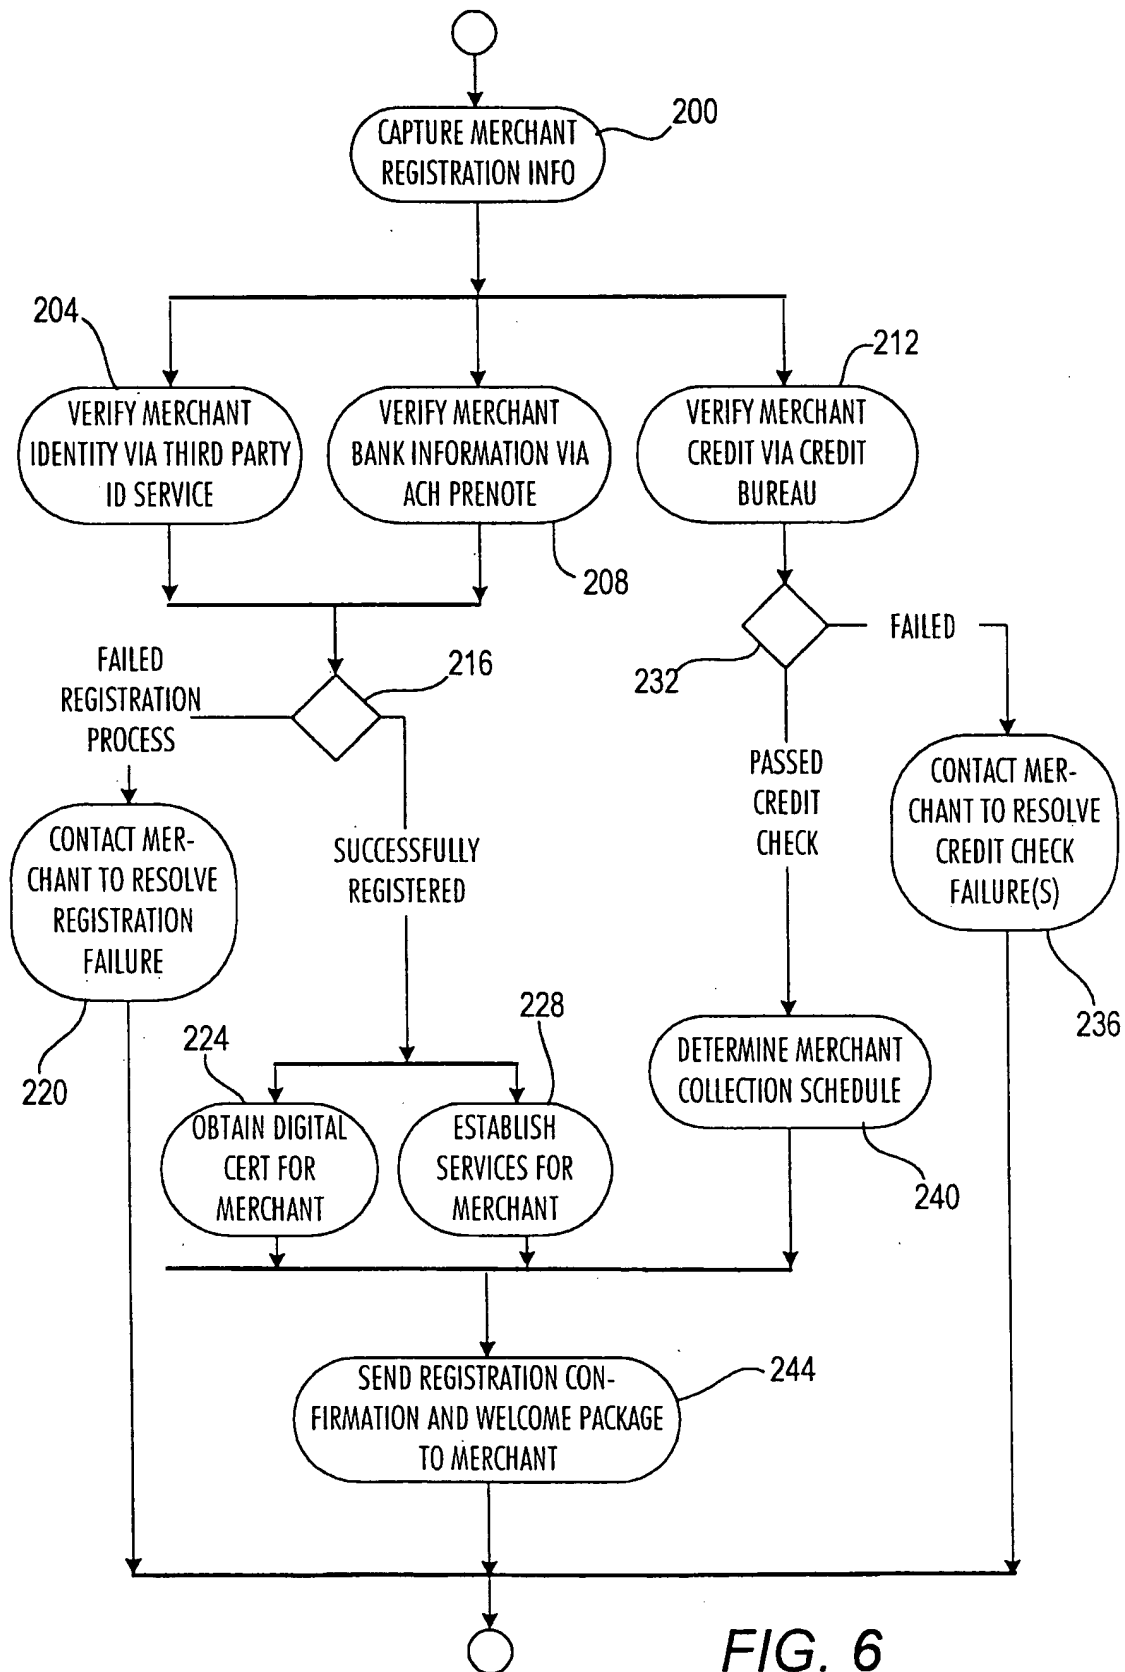 CAPTURE MERCHANT
REGISTRATION INFO
200
204
VERIFY MERCHANT
IDENTITY VIA THIRD PARTY
ID SERVICE
VERIFY MERCHANT
BANK INFORMATION VIA
ACH PRENOTE
208
212
VERIFY MERCHANT
CREDIT VIA CREDIT
BUREAU
232
FAILED
216
FAILED
REGISTRATION
PROCESS
SUCCESSFULLY
REGISTERED
PASSED
CREDIT
CHECK
CONTACT MER-
CHANT TO RESOLVE
CREDIT CHECK
FAILURE(S)
236
CONTACT MER-
CHANT TO RESOLVE
REGISTRATION
FAILURE
220
224
228
OBTAIN DIGITAL
CERT FOR
MERCHANT
ESTABLISH
SERVICES FOR
MERCHANT
DETERMINE MERCHANT
COLLECTION SCHEDULE
240
SEND REGISTRATION CON-
FIRMATION AND WELCOME PACKAGE
TO MERCHANT
244
FIG. 6